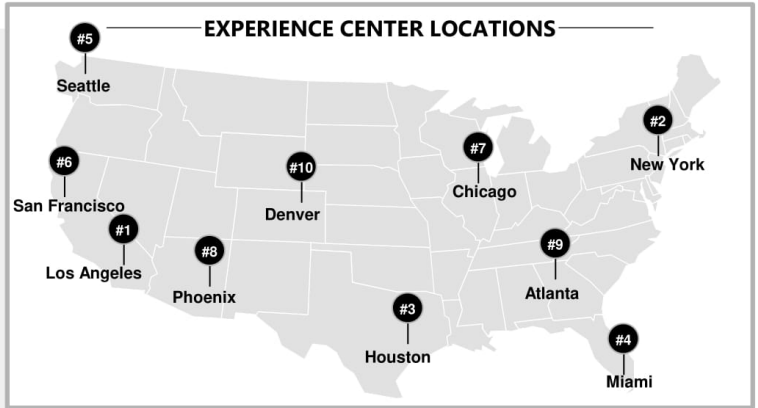 EXPERIENCE CENTER LOCATIONS
#5
Seattle
#2
New York
#7
Chicago
#6
San Francisco
#10
Denver
#1
Los Angeles
#8
Phoenix
#9
Atlanta
#3
Houston
#4
Miami